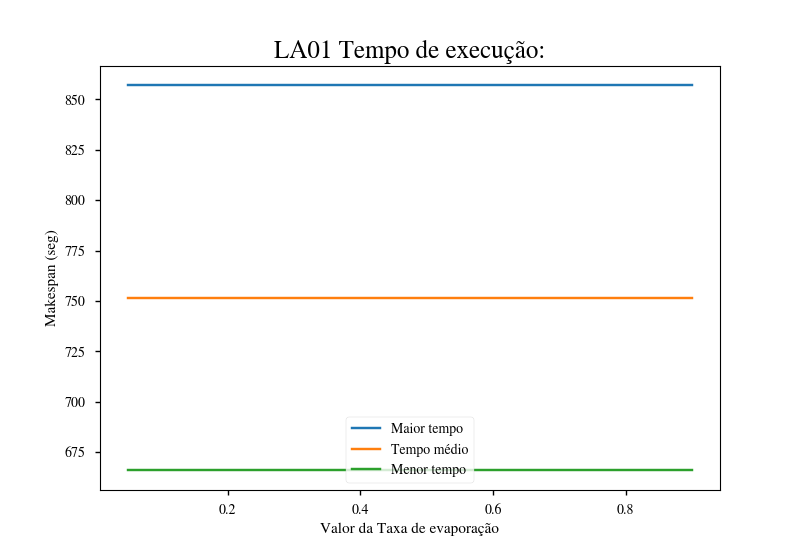 LA01 Tempo de execução:
850
825
800
775
750
725
700
675
Makespan (seg)
Maior tempo
Tempo médio
Menor tempo
0.2 0.4 0.6 0.8
Valor da Taxa de evaporação